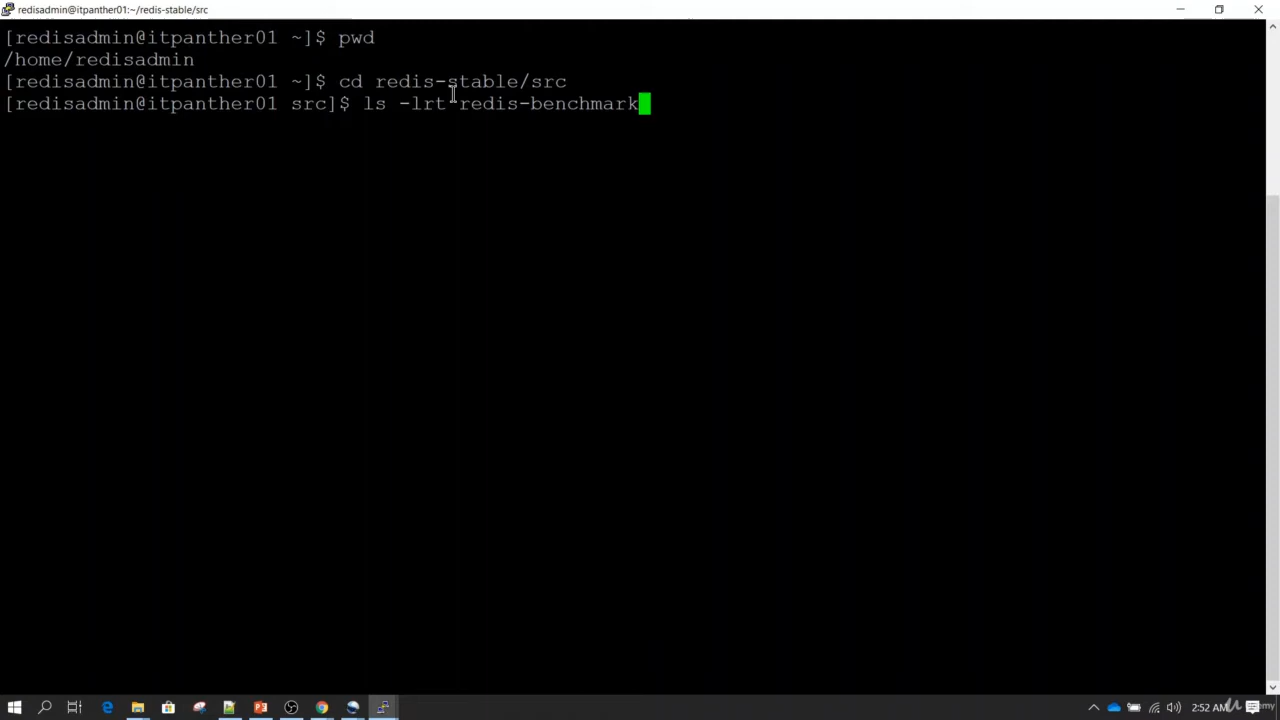 redisadmin@itpanther01:~/redis-stable/src
[redisadmin@itpanther01 ~]$ pwd
/home/redisadmin
[redisadmin@itpanther01 ~]$ cd redis-stable/src
[redisadmin@itpanther01 src]$ ls -lrt redis-benchmark
2:52 AM